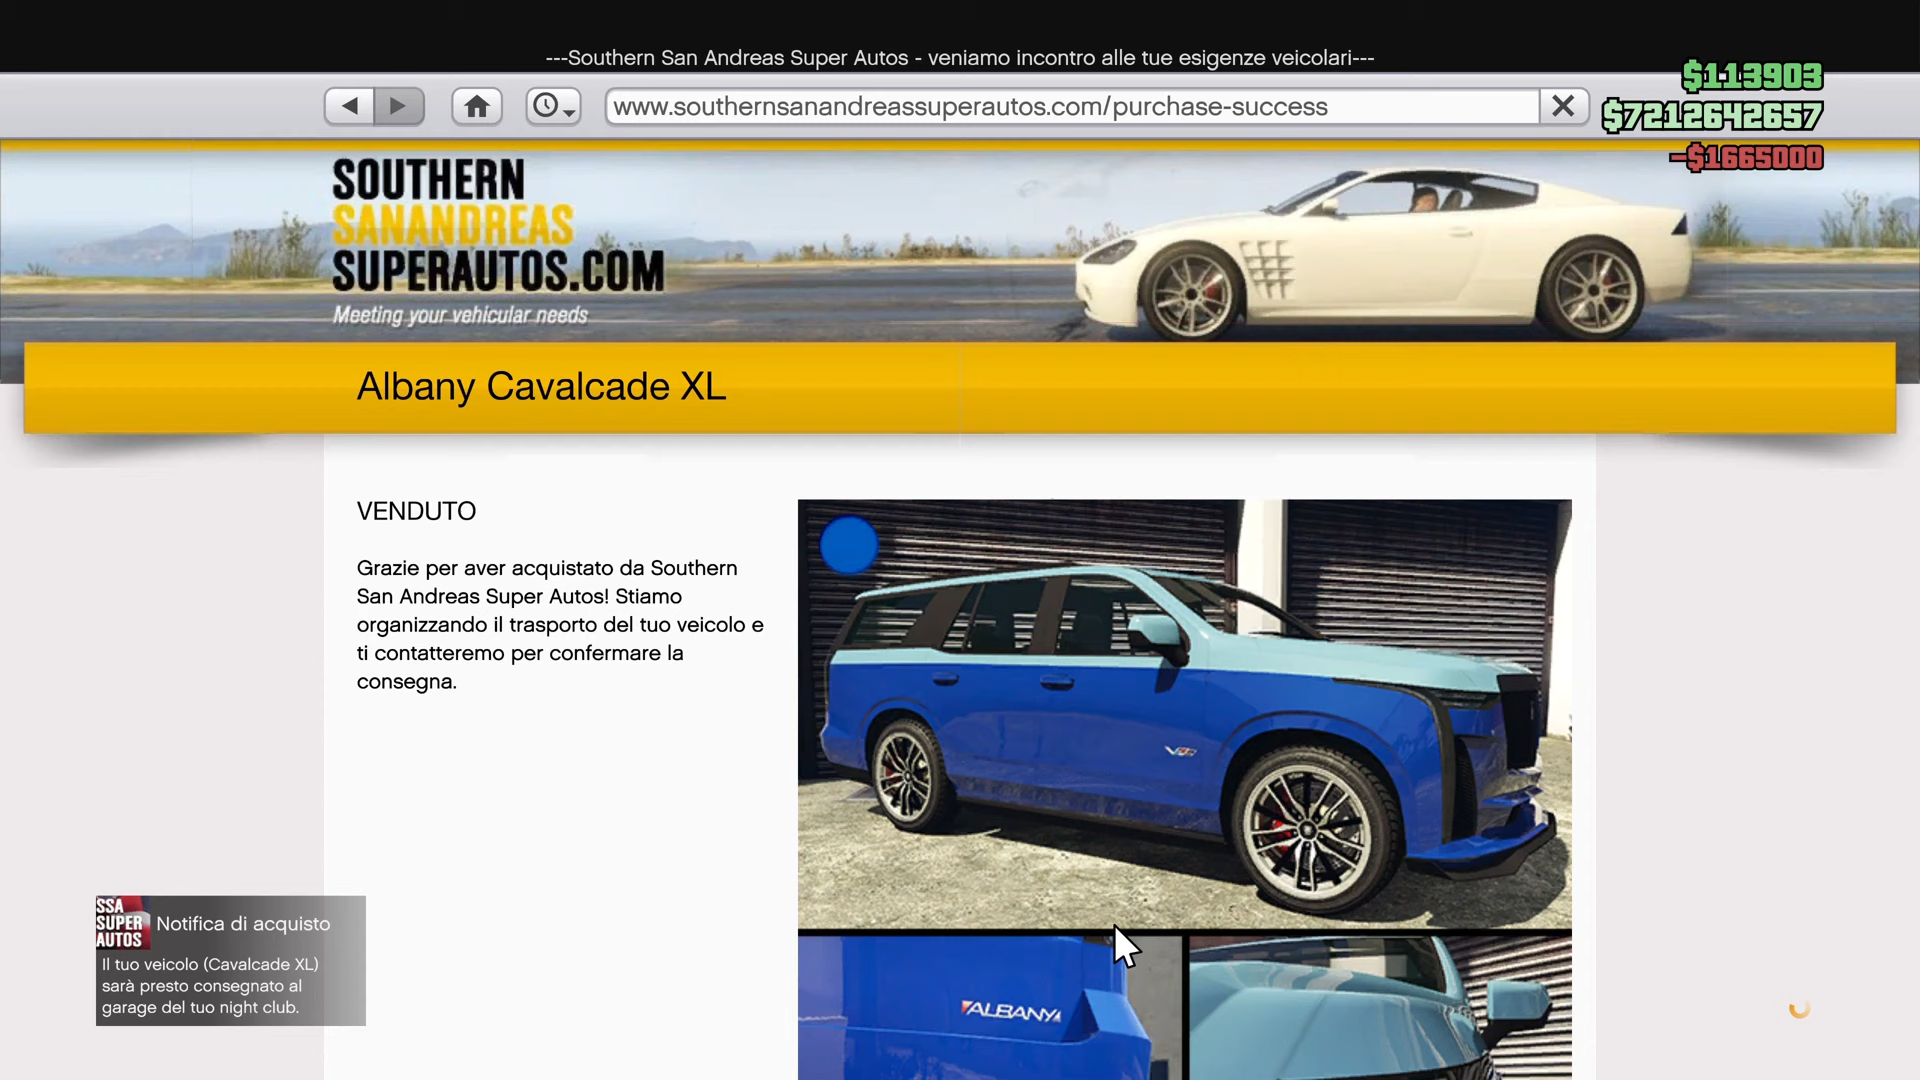 ---Southern San Andreas Super Autos - veniamo incontro alle tue esigenze veicolari---
www.southernsanandreassuperautos.com/purchase-success
$113903
$7212642657
-$1665000
SOUTHERN
SANANDREAS
SUPERAUTOS.COM
Meeting your vehicular needs
Albany Cavalcade XL
VENDUTO
Grazie per aver acquistato da Southern
San Andreas Super Autos! Stiamo
organizzando il trasporto del tuo veicolo e
ti contatteremo per confermare la
consegna.
ALBANY
SSA
SUPER
AUTOS
Notifica di acquisto
Il tuo veicolo (Cavalcade XL)
sarà presto consegnato al
garage del tuo night club.